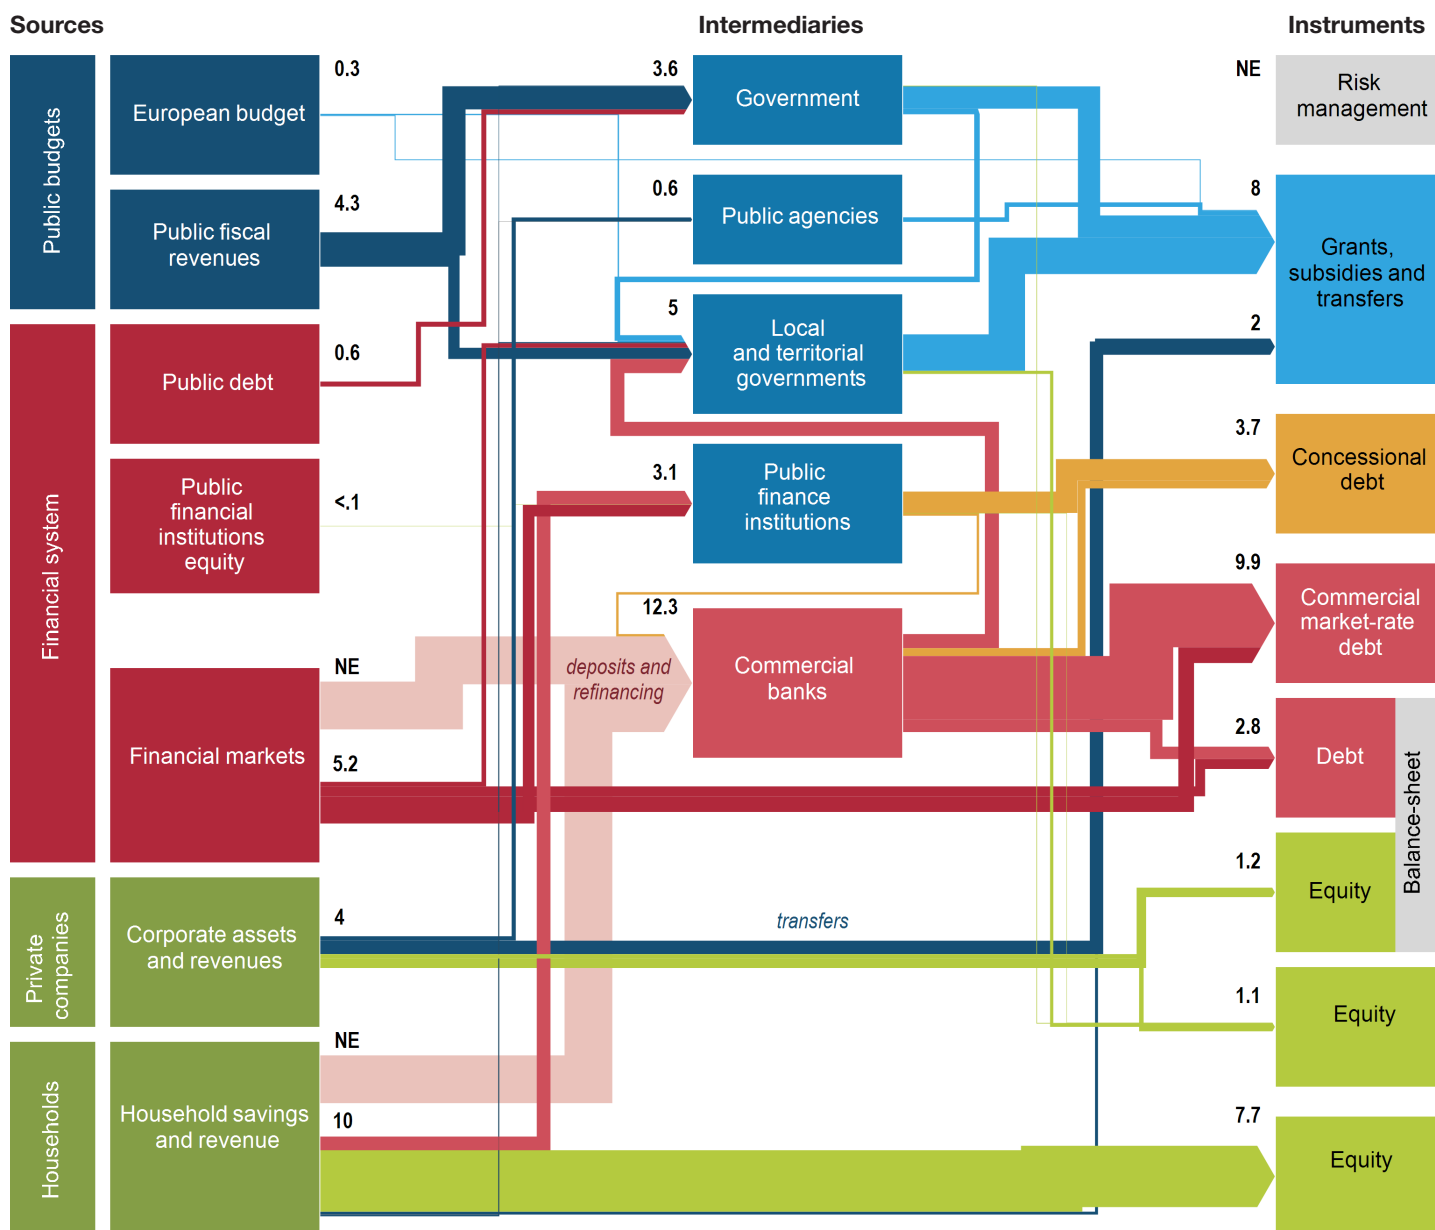 Sources
Intermediaries
Instruments
Public budgets
European budget
0.3
3.6
Government
NE
Risk
management
Public fiscal
revenues
4.3
0.6
Public agencies
8
Grants,
subsidies and
transfers
2
Financial system
Public debt
0.6
5
Local
and territorial
governments
Public
financial
institutions
equity
<.1
3.1
Public
finance
institutions
3.7
Concessional
debt
Financial markets
NE
5.2
deposits and
refinancing
12.3
Commercial
banks
9.9
Commercial
market-rate
debt
2.8
Debt
Balance-sheet
Private
companies
Corporate assets
and revenues
4
transfers
1.2
Equity
1.1
Equity
Households
Household savings
and revenue
NE
10
7.7
Equity